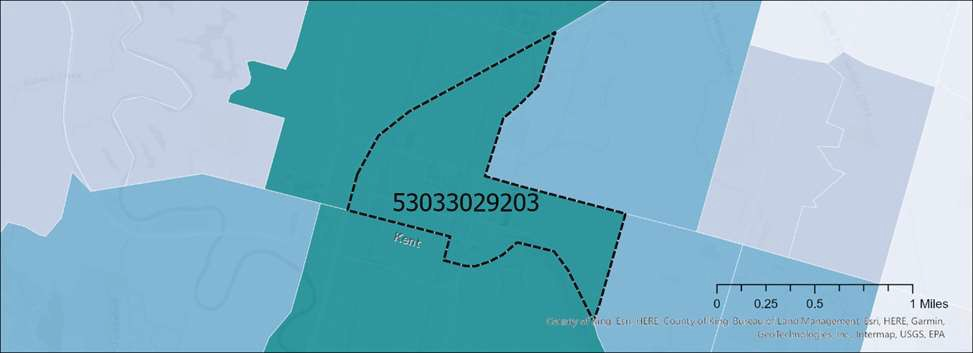 53033029203
Kent
0 0.25 0.5 1 Miles
County of King, Esri, HERE, County of King, Bureau of Land Management, Esri, HERE, Garmin,
GeoTechnologies, Inc., Intermap, USGS, EPA